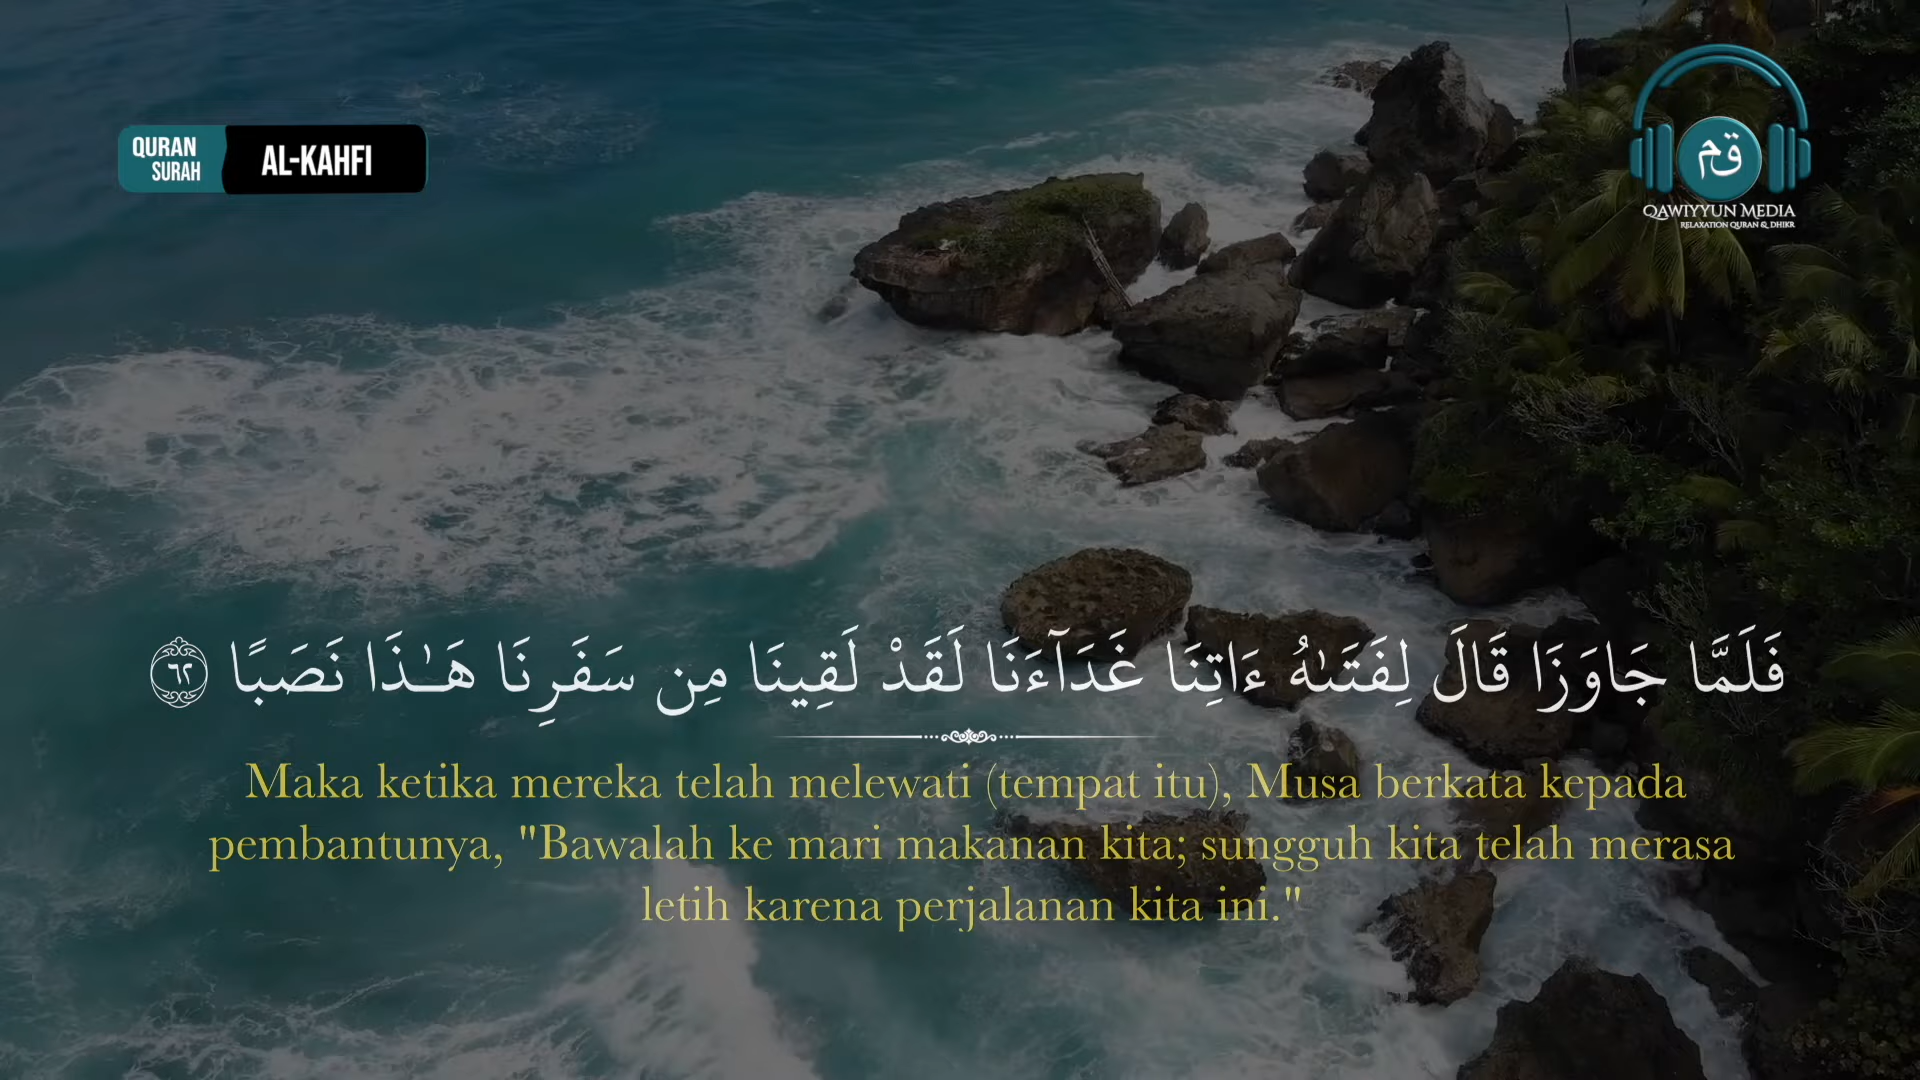 QURAN
SURAH
AL-KAHFI
قم
QAWIYYUN MEDIA
RELAXATION QURAN & DHIKR
فَلَمَّا جَاوَزَا قَالَ لِفَتَىٰهُ ءَاتِنَا غَدَآءَنَا لَقَدْ لَقِينَا مِن سَفَرِنَا هَـٰذَا نَصَبًا ٦٢
Maka ketika mereka telah melewati (tempat itu), Musa berkata kepada
pembantunya, "Bawalah ke mari makanan kita; sungguh kita telah merasa
letih karena perjalanan kita ini."